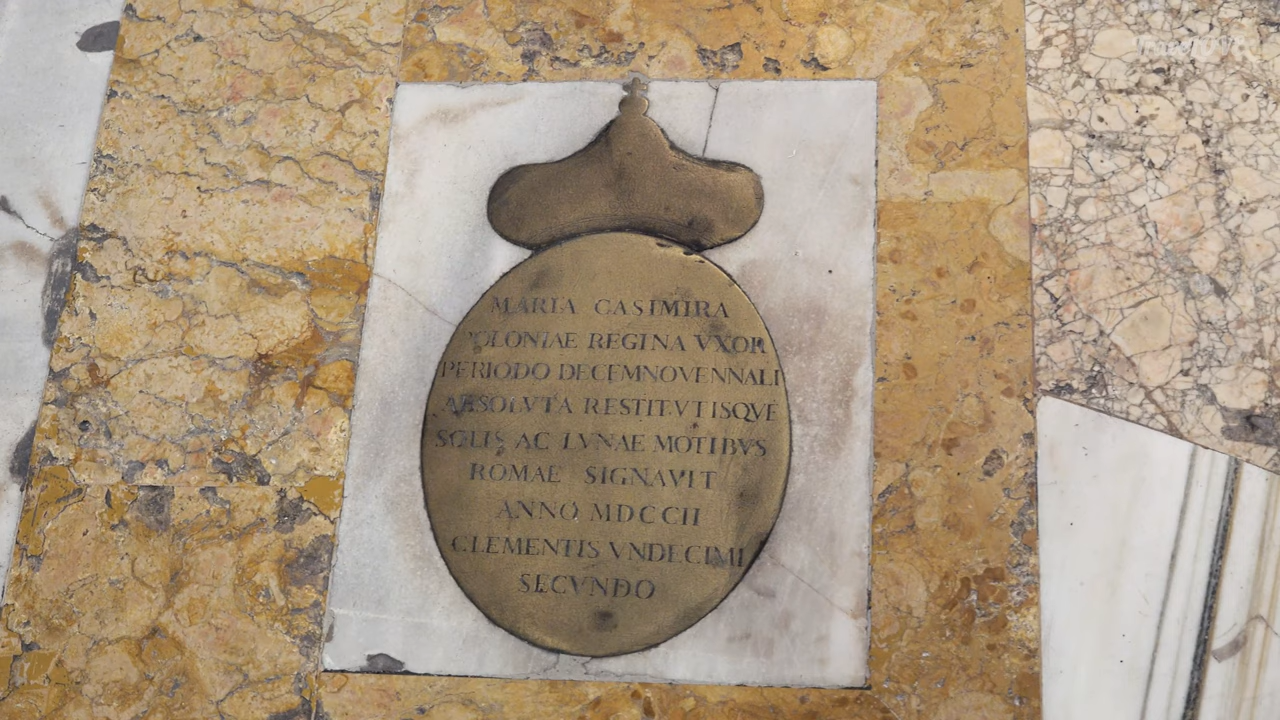 MARIA CASIMIRA
POLONIAE REGINA VXOR
PERIODO DECEMNOVENNALI
ABSOLVTA RESTITVTISQVE
SOLIS AC LVNAE MOTIBVS
ROMAE SIGNAVIT
ANNO MDCCII
CLEMENTIS VNDECIMI
SECVNDO